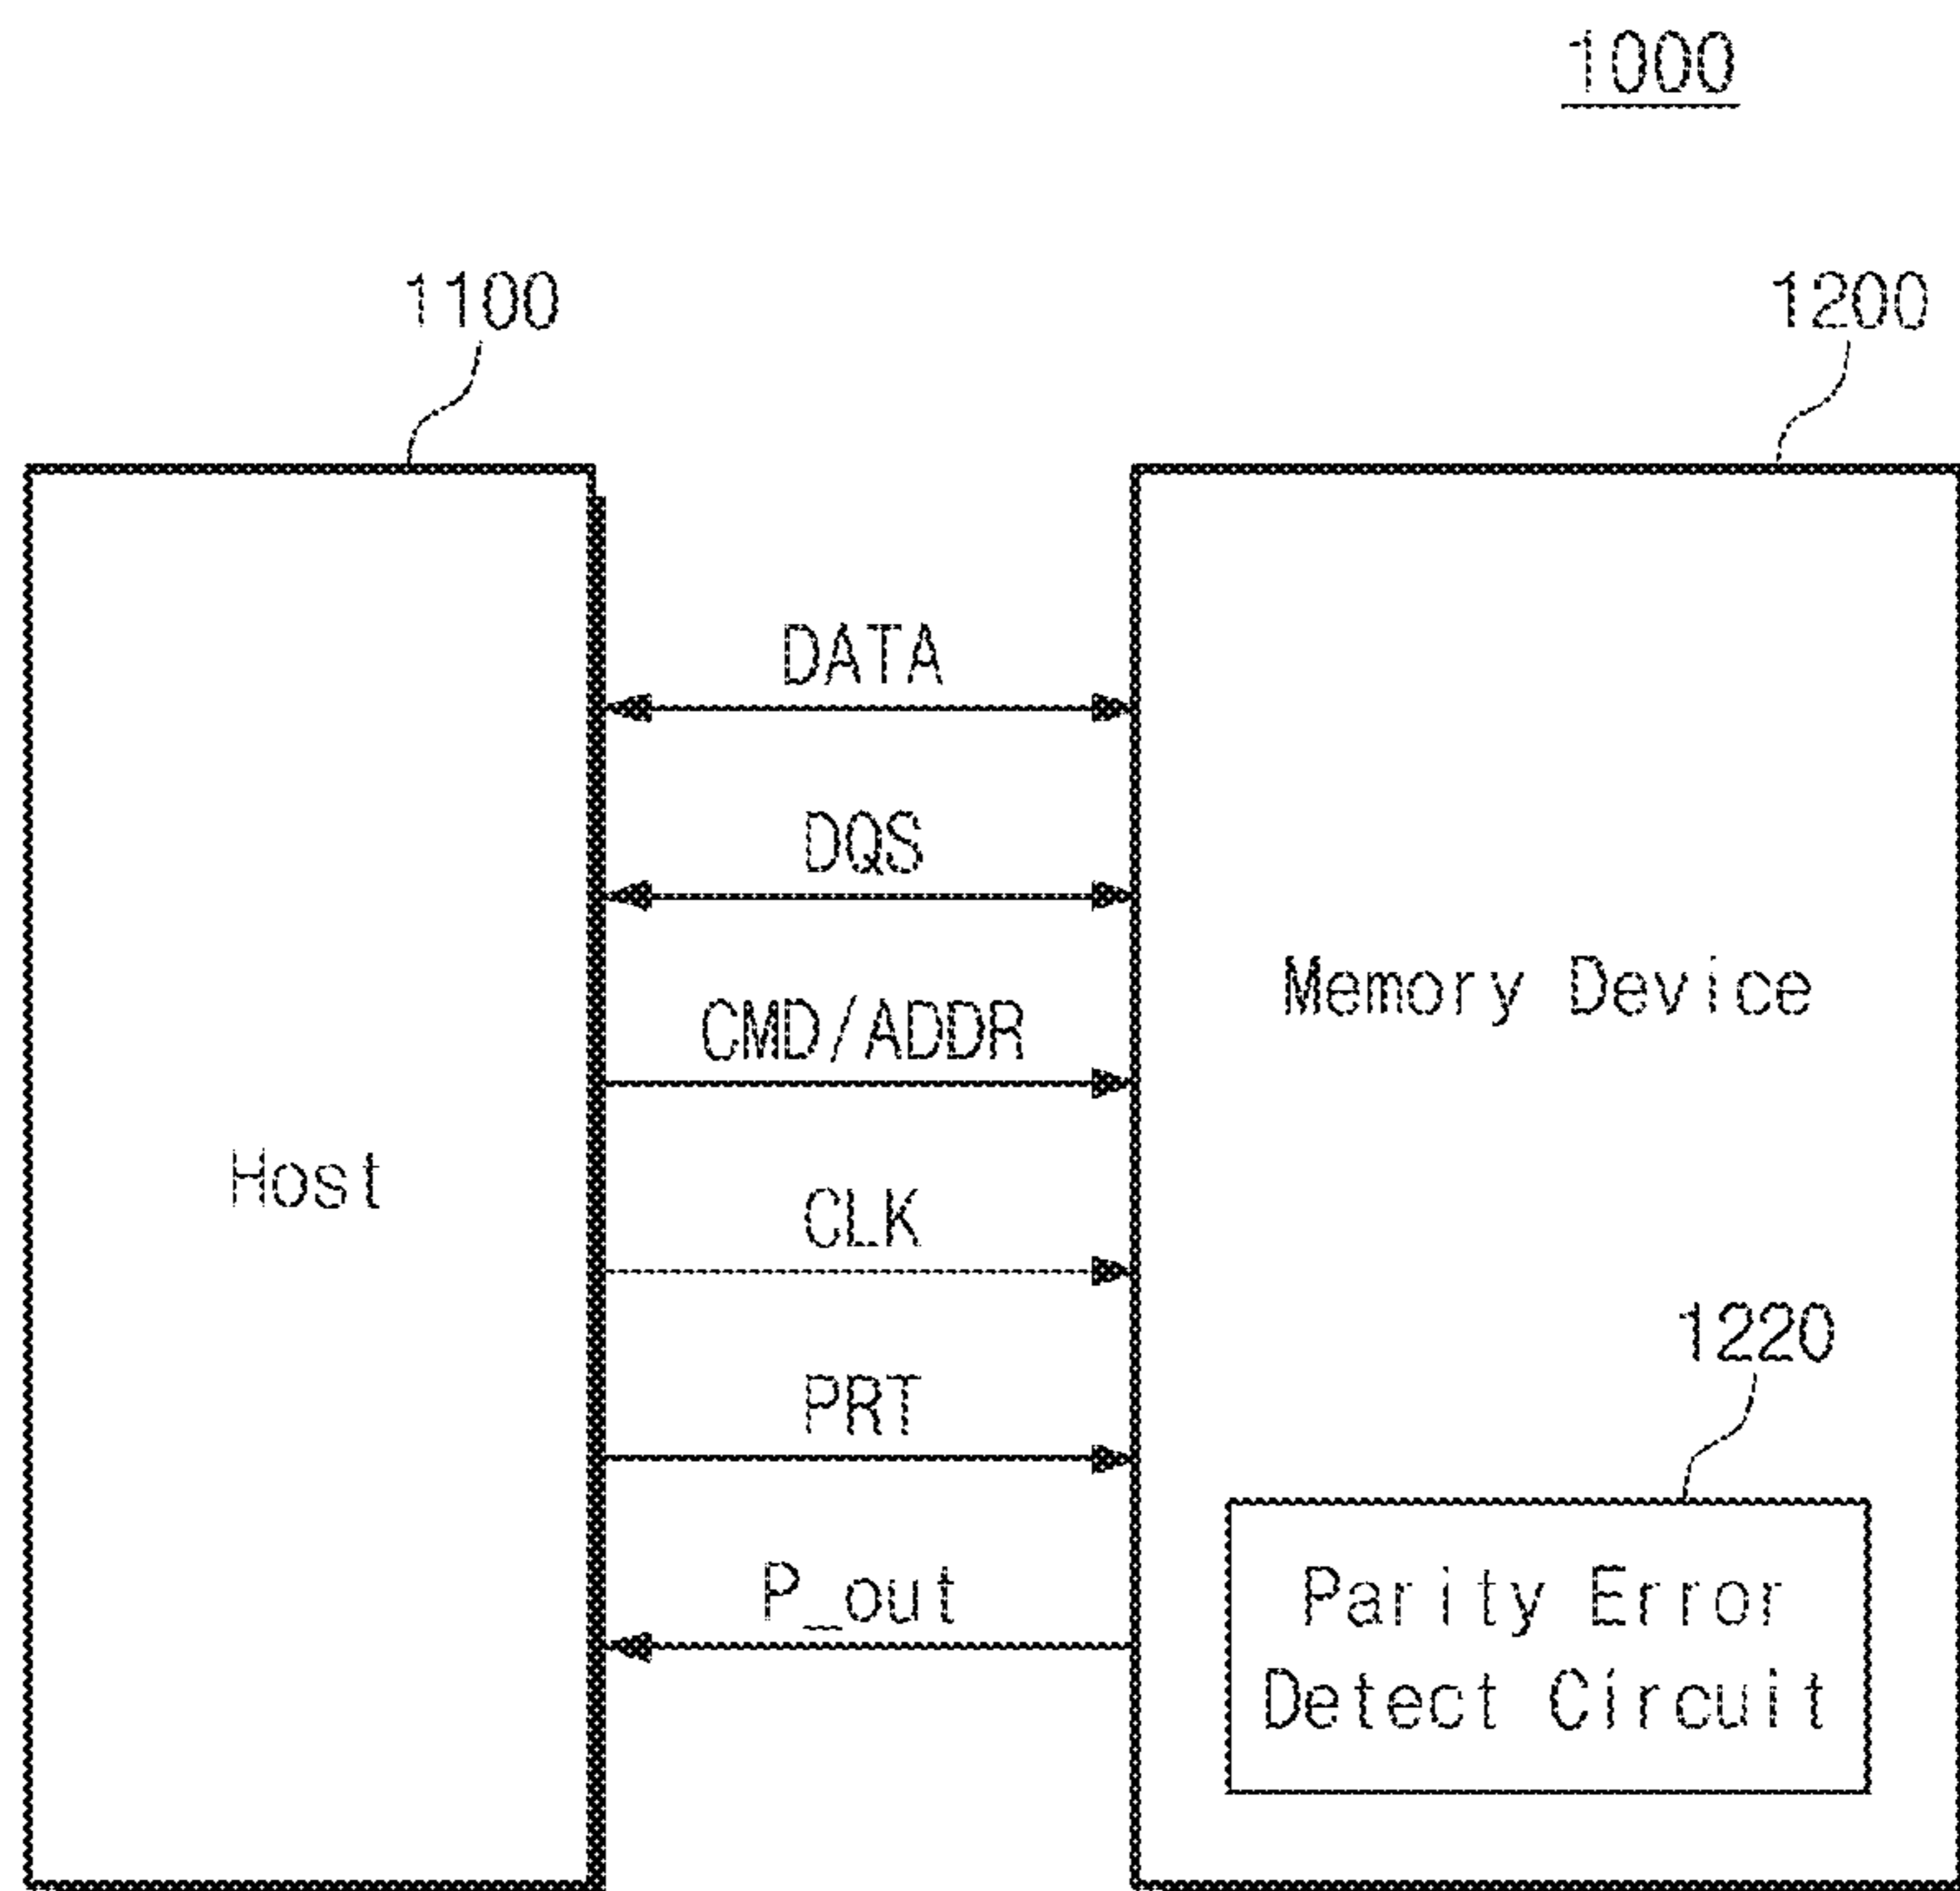 1000
1100
1200
DATA
DQS
CMD/ADDR
CLK
PRT
P_out
Host
Memory Device
1220
Parity Error
Detect Circuit